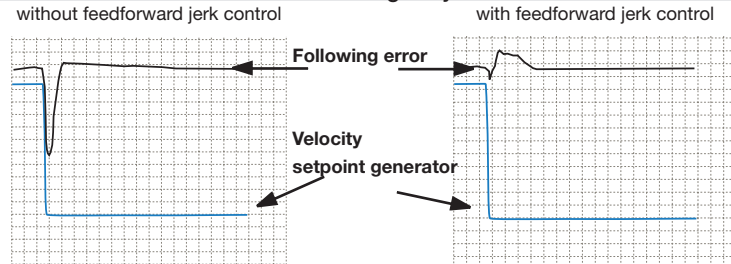 without feedforward jerk control
with feedforward jerk control
Following error
Velocity
setpoint generator